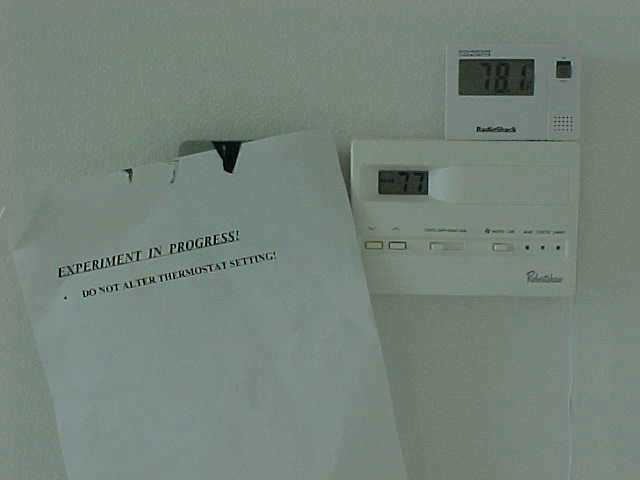 78.1
RadioShack
77
Robertshaw
EXPERIMENT IN PROGRESS!
• DO NOT ALTER THERMOSTAT SETTING!